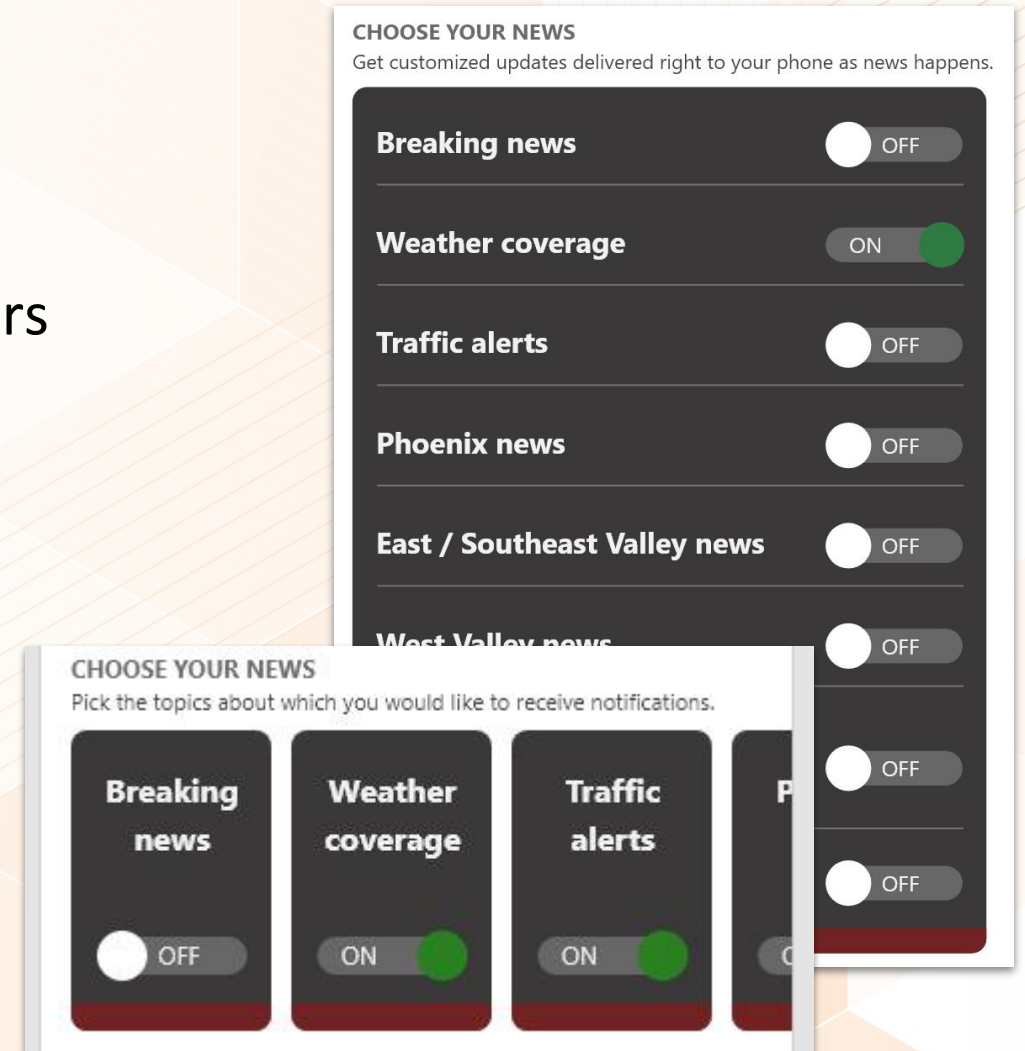 CHOOSE YOUR NEWS
Get customized updates delivered right to your phone as news happens.
Breaking news OFF
Weather coverage ON
rs
Traffic alerts OFF
Phoenix news OFF
East / Southeast Valley news OFF
West Valley news OFF
OFF
OFF
CHOOSE YOUR NEWS
Pick the topics about which you would like to receive notifications.
Breaking Weather Traffic P
news coverage alerts
OFF ON ON